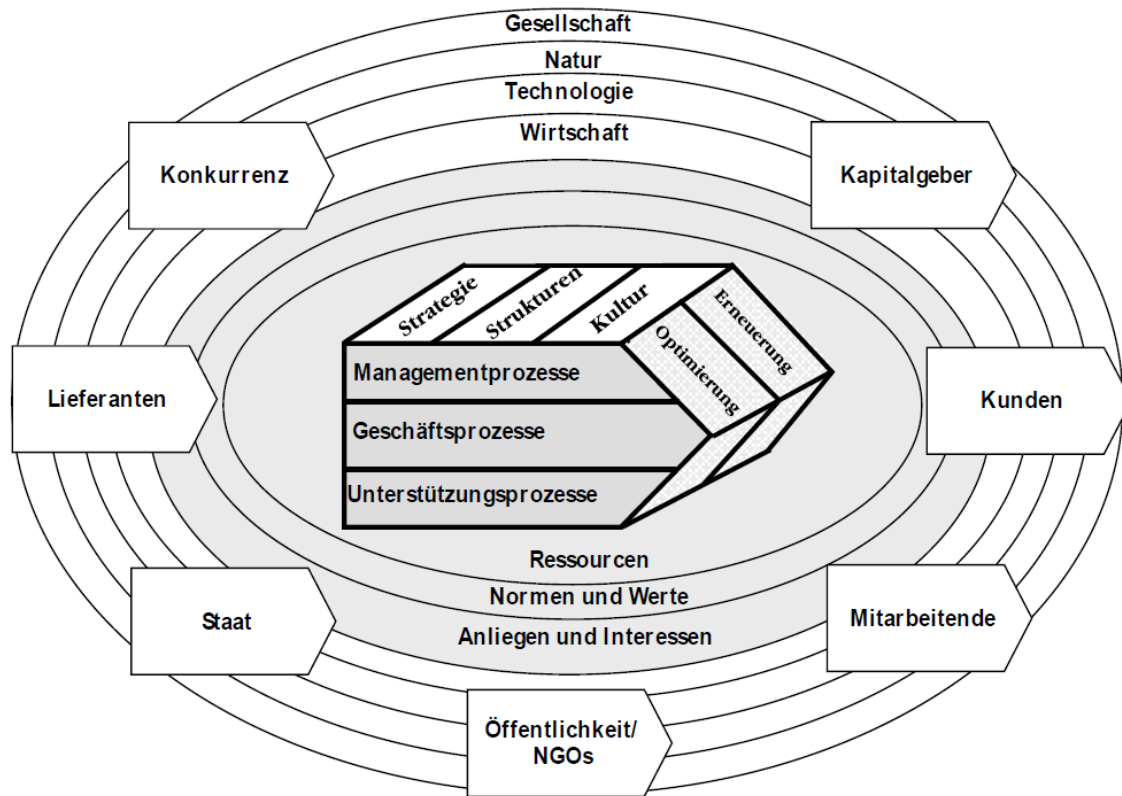 Gesellschaft
Natur
Technologie
Wirtschaft
Konkurrenz
Kapitalgeber
Strategie
Strukturen
Kultur
Erneuerung
Optimierung
Managementprozesse
Lieferanten
Kunden
Geschäftsprozesse
Unterstützungsprozesse
Ressourcen
Normen und Werte
Staat
Mitarbeitende
Anliegen und Interessen
Öffentlichkeit/
NGOs